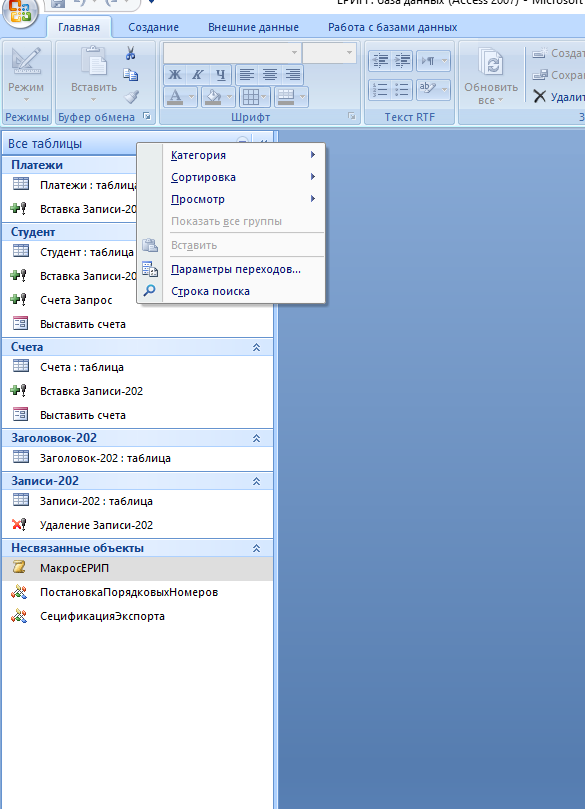 ЕРИП : база данных (Access 2007) - Microsoft
Главная Создание Внешние данные Работа с базами данных
Режим
Вставить
Ж К Ч
Обновить все
Создать
Сохранить
Удалить
Режимы Буфер обмена Шрифт Текст RTF З
Все таблицы
Платежи
Платежи : таблица
Вставка Записи-20
Студент
Студент : таблица
Вставка Записи-20
Счета Запрос
Выставить счета
Счета
Счета : таблица
Вставка Записи-202
Выставить счета
Заголовок-202
Заголовок-202 : таблица
Записи-202
Записи-202 : таблица
Удаление Записи-202
Несвязанные объекты
МакросЕРИП
ПостановкаПорядковыхНомеров
СецификацияЭкспорта
Категория
Сортировка
Просмотр
Показать все группы
Вставить
Параметры переходов...
Строка поиска